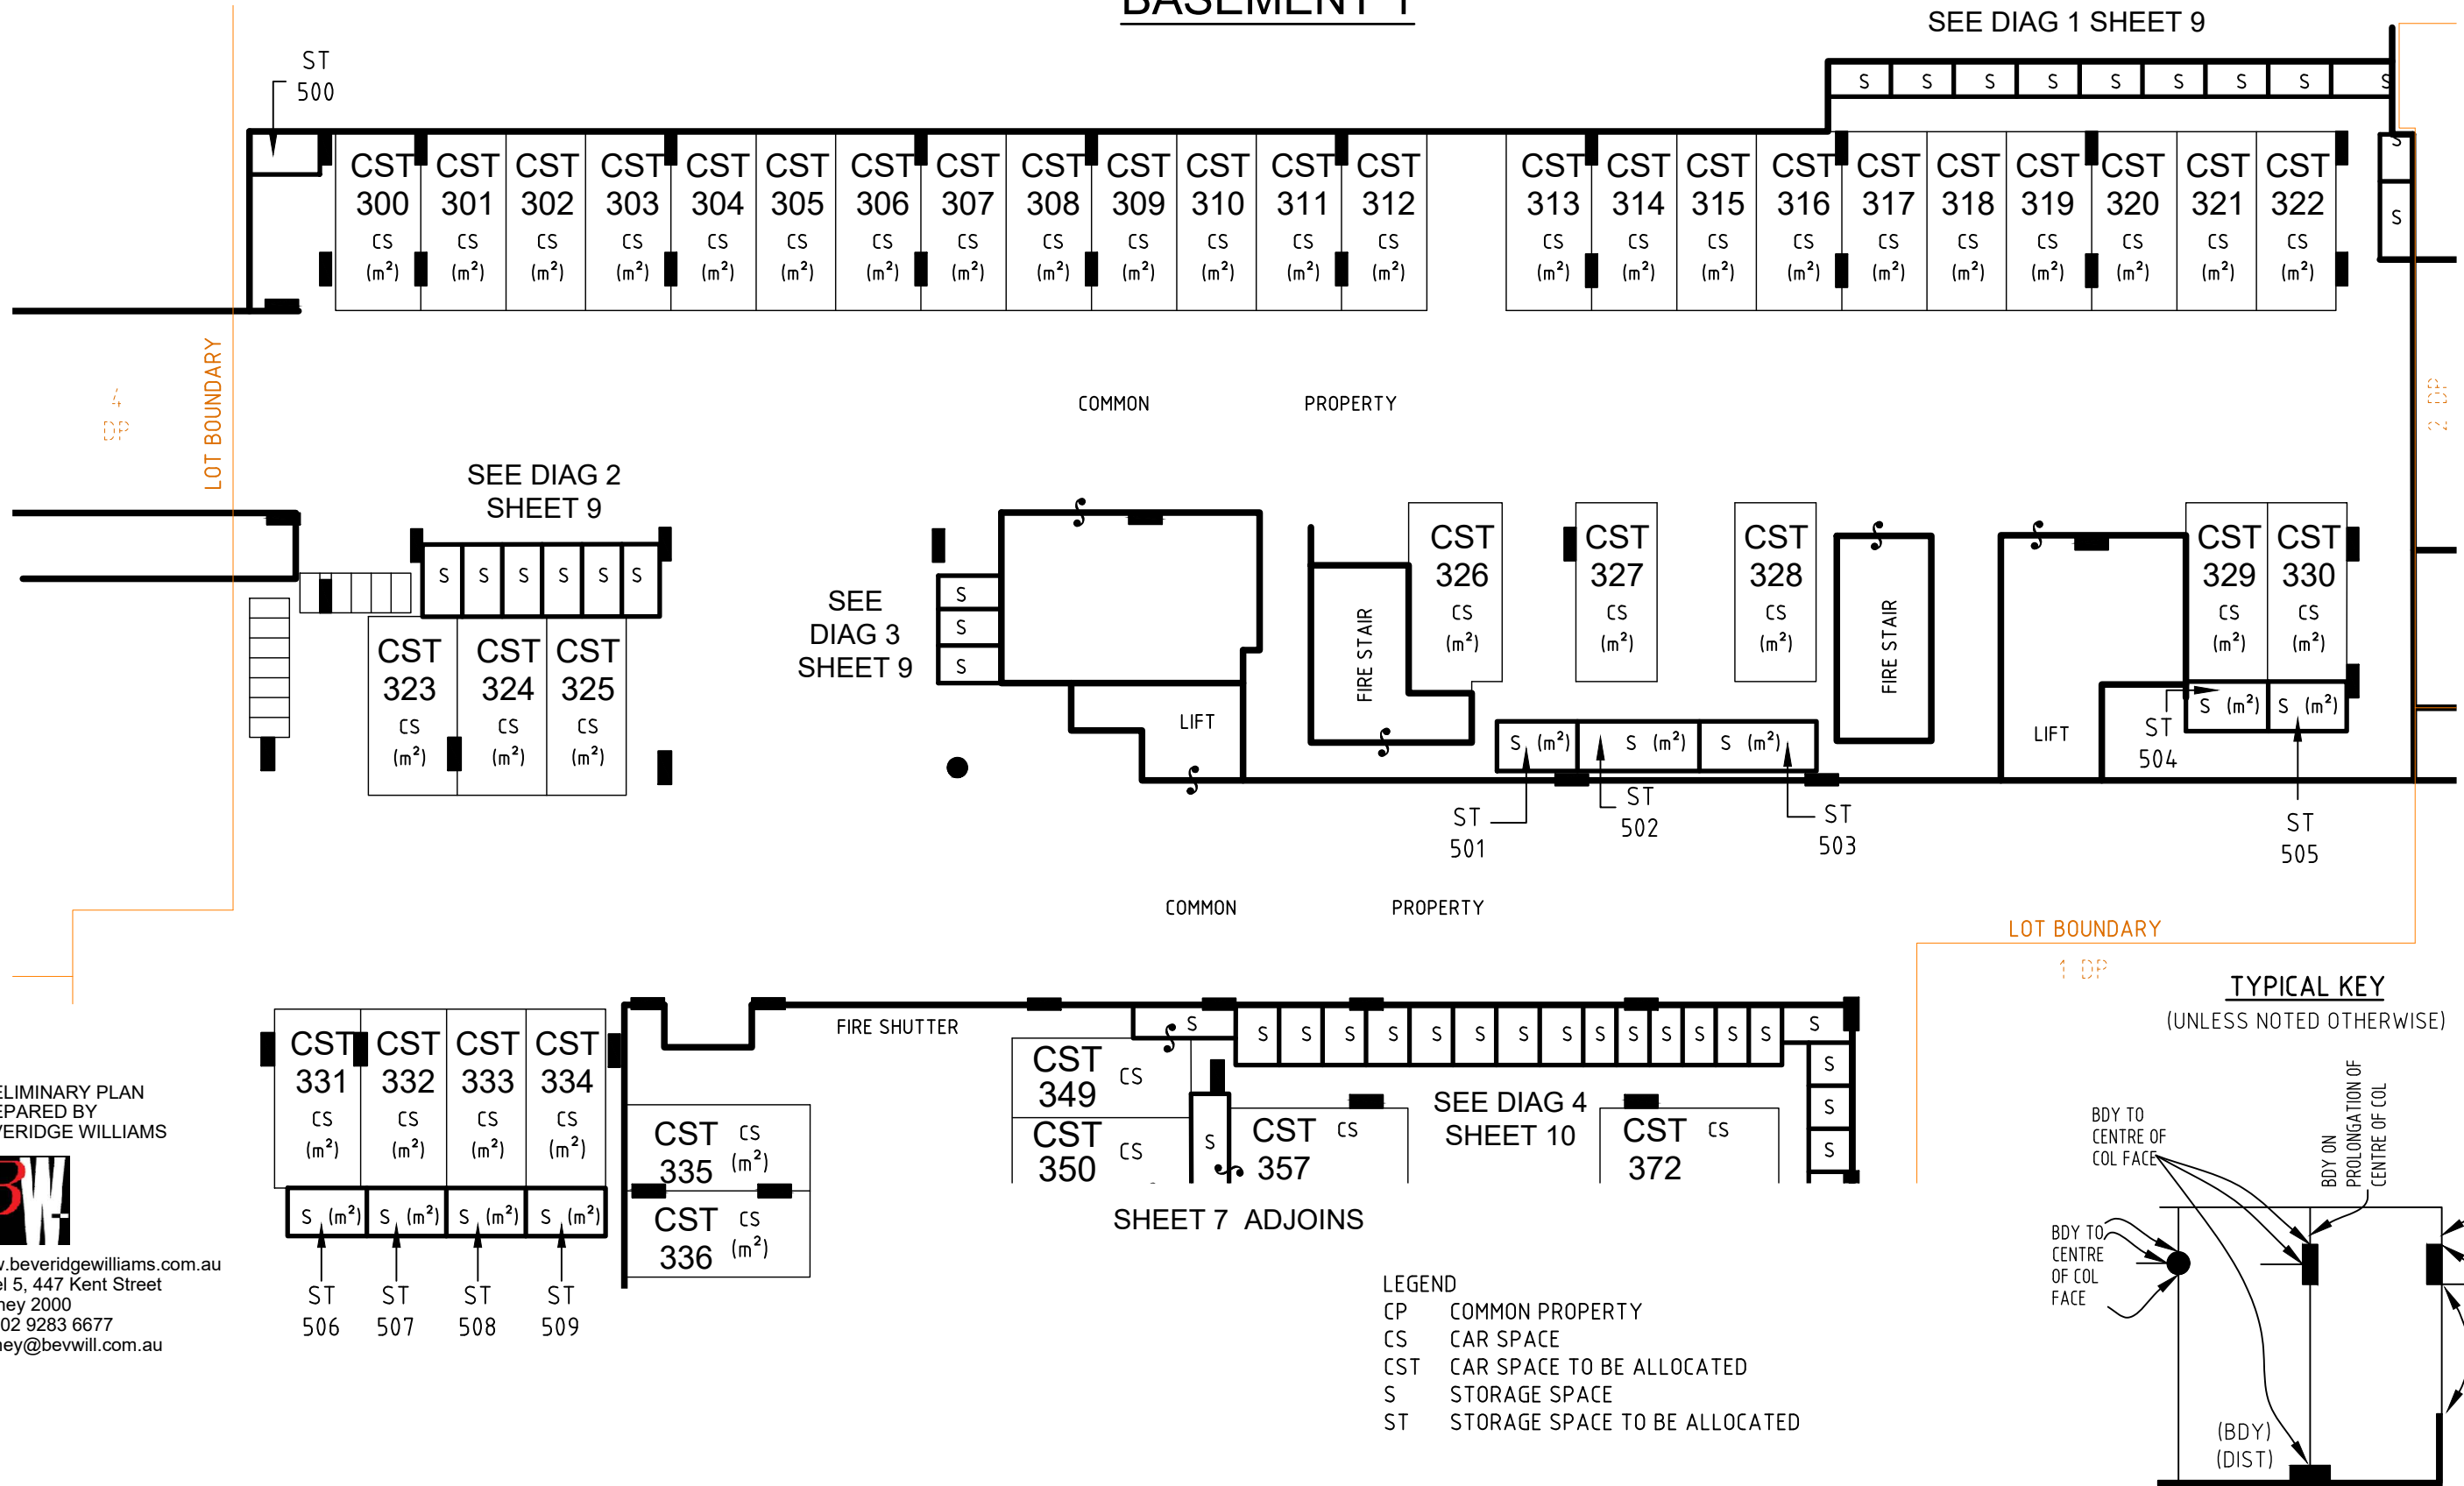 BASEMENT 1
SEE DIAG 1 SHEET 9
ST
500
S S S S S S S S S
CST CST CST CST CST CST CST CST CST CST CST CST CST CST CST CST CST CST CST CST CST CST CST
300 301 302 303 304 305 306 307 308 309 310 311 312 313 314 315 316 317 318 319 320 321 322
CS CS CS CS CS CS CS CS CS CS CS CS CS CS CS CS CS CS CS CS CS CS CS
(m²) (m²) (m²) (m²) (m²) (m²) (m²) (m²) (m²) (m²) (m²) (m²) (m²) (m²) (m²) (m²) (m²) (m²) (m²) (m²) (m²) (m²) (m²)
S
S
LOT BOUNDARY
4
DP
COMMON PROPERTY
2 DP
SEE DIAG 2
SHEET 9
S S S S S S
CST CST CST
323 324 325
CS CS CS
(m²) (m²) (m²)
SEE
DIAG 3
SHEET 9
S
S
S
LIFT
FIRE STAIR
CST CST CST
326 327 328
CS CS CS
(m²) (m²) (m²)
FIRE STAIR
LIFT
CST CST
329 330
CS CS
(m²) (m²)
S (m²) S (m²)
ST
504
S (m²) S (m²) S (m²)
ST
501
ST
502
ST
503
ST
505
COMMON PROPERTY
LOT BOUNDARY
1 DP
CST CST CST CST
331 332 333 334
CS CS CS CS
(m²) (m²) (m²) (m²)
S (m²) S (m²) S (m²) S (m²)
ST ST ST ST
506 507 508 509
FIRE SHUTTER
CST CS
335 (m²)
CST CS
336 (m²)
S
S S S S S S S S S S S S S S
S
S
S
S
CST CS
349
CST CS
350
S
CST CS
357
SEE DIAG 4
SHEET 10
CST CS
372
SHEET 7 ADJOINS
ELIMINARY PLAN
EPARED BY
VERIDGE WILLIAMS
BW
w.beveridgewilliams.com.au
el 5, 447 Kent Street
ney 2000
02 9283 6677
ney@bevwill.com.au
LEGEND
CP COMMON PROPERTY
CS CAR SPACE
CST CAR SPACE TO BE ALLOCATED
S STORAGE SPACE
ST STORAGE SPACE TO BE ALLOCATED
TYPICAL KEY
(UNLESS NOTED OTHERWISE)
BDY TO
CENTRE OF
COL FACE
BDY ON
PROLONGATION OF
CENTRE OF COL
BDY TO
CENTRE
OF COL
FACE
(BDY)
(DIST)